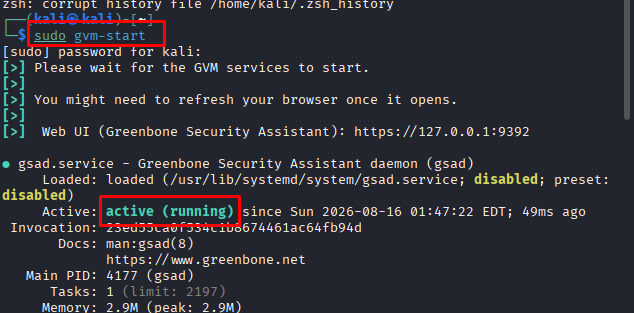 zsh: corrupt history file /home/kali/.zsh_history
┌──(kali㉿kali)-[~]
└─$ sudo gvm-start
[sudo] password for kali:
[>] Please wait for the GVM services to start.
[>]
[>] You might need to refresh your browser once it opens.
[>]
[>]  Web UI (Greenbone Security Assistant): https://127.0.0.1:9392
● gsad.service - Greenbone Security Assistant daemon (gsad)
Loaded: loaded (/usr/lib/systemd/system/gsad.service; disabled; preset:
disabled)
Active: active (running) since Sun 2026-08-16 01:47:22 EDT; 49ms ago
Invocation:
Docs: man:gsad(8)
https://www.greenbone.net
Main PID: 4177 (gsad)
Tasks: 1 (limit: 2197)
Memory: 2.9M (peak: 2.9M)